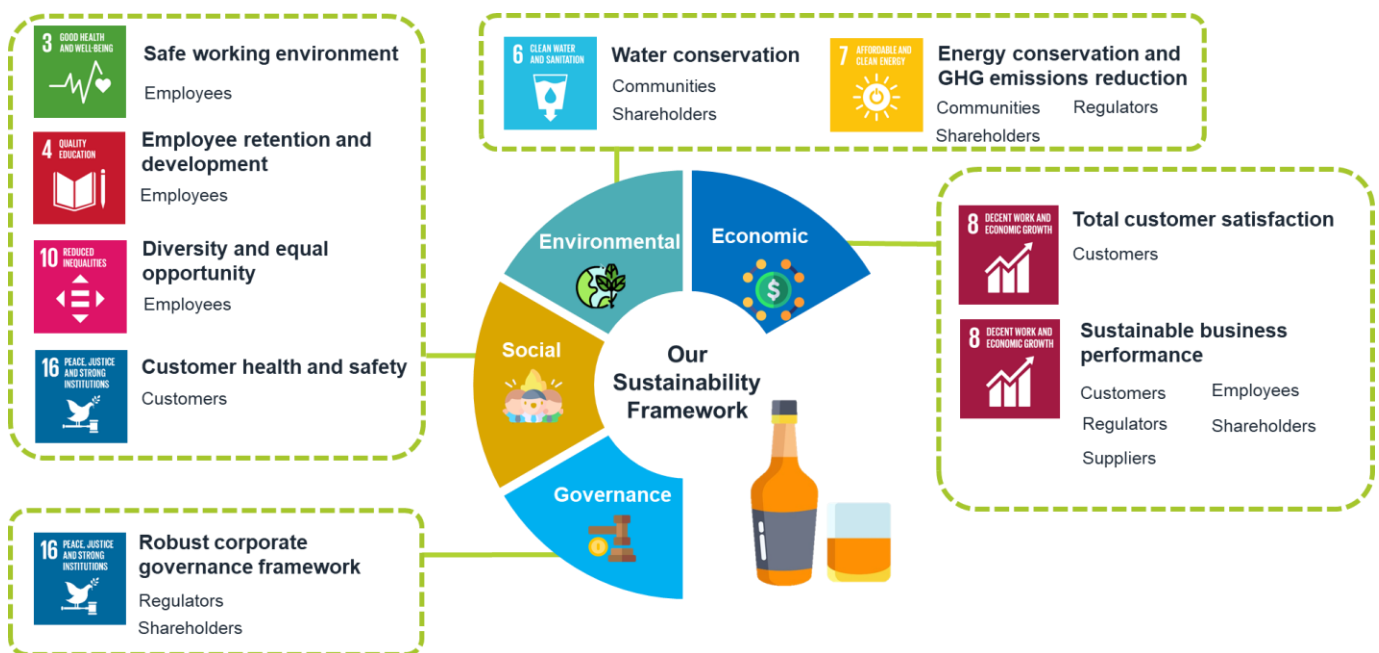 3 GOOD HEALTH
AND WELL-BEING
Safe working environment
Employees
4 QUALITY
EDUCATION
Employee retention and
development
Employees
10 REDUCED
INEQUALITIES
Diversity and equal
opportunity
Employees
16 PEACE, JUSTICE
AND STRONG
INSTITUTIONS
Customer health and safety
Customers
6 CLEAN WATER
AND SANITATION
Water conservation
Communities
Shareholders
7 AFFORDABLE AND
CLEAN ENERGY
Energy conservation and
GHG emissions reduction
Communities
Regulators
Shareholders
Environmental
Economic
$
Social
Our
Sustainability
Framework
Governance
8 DECENT WORK AND
ECONOMIC GROWTH
Total customer satisfaction
Customers
8 DECENT WORK AND
ECONOMIC GROWTH
Sustainable business
performance
Customers
Employees
Regulators
Shareholders
Suppliers
16 PEACE, JUSTICE
AND STRONG
INSTITUTIONS
Robust corporate
governance framework
Regulators
Shareholders